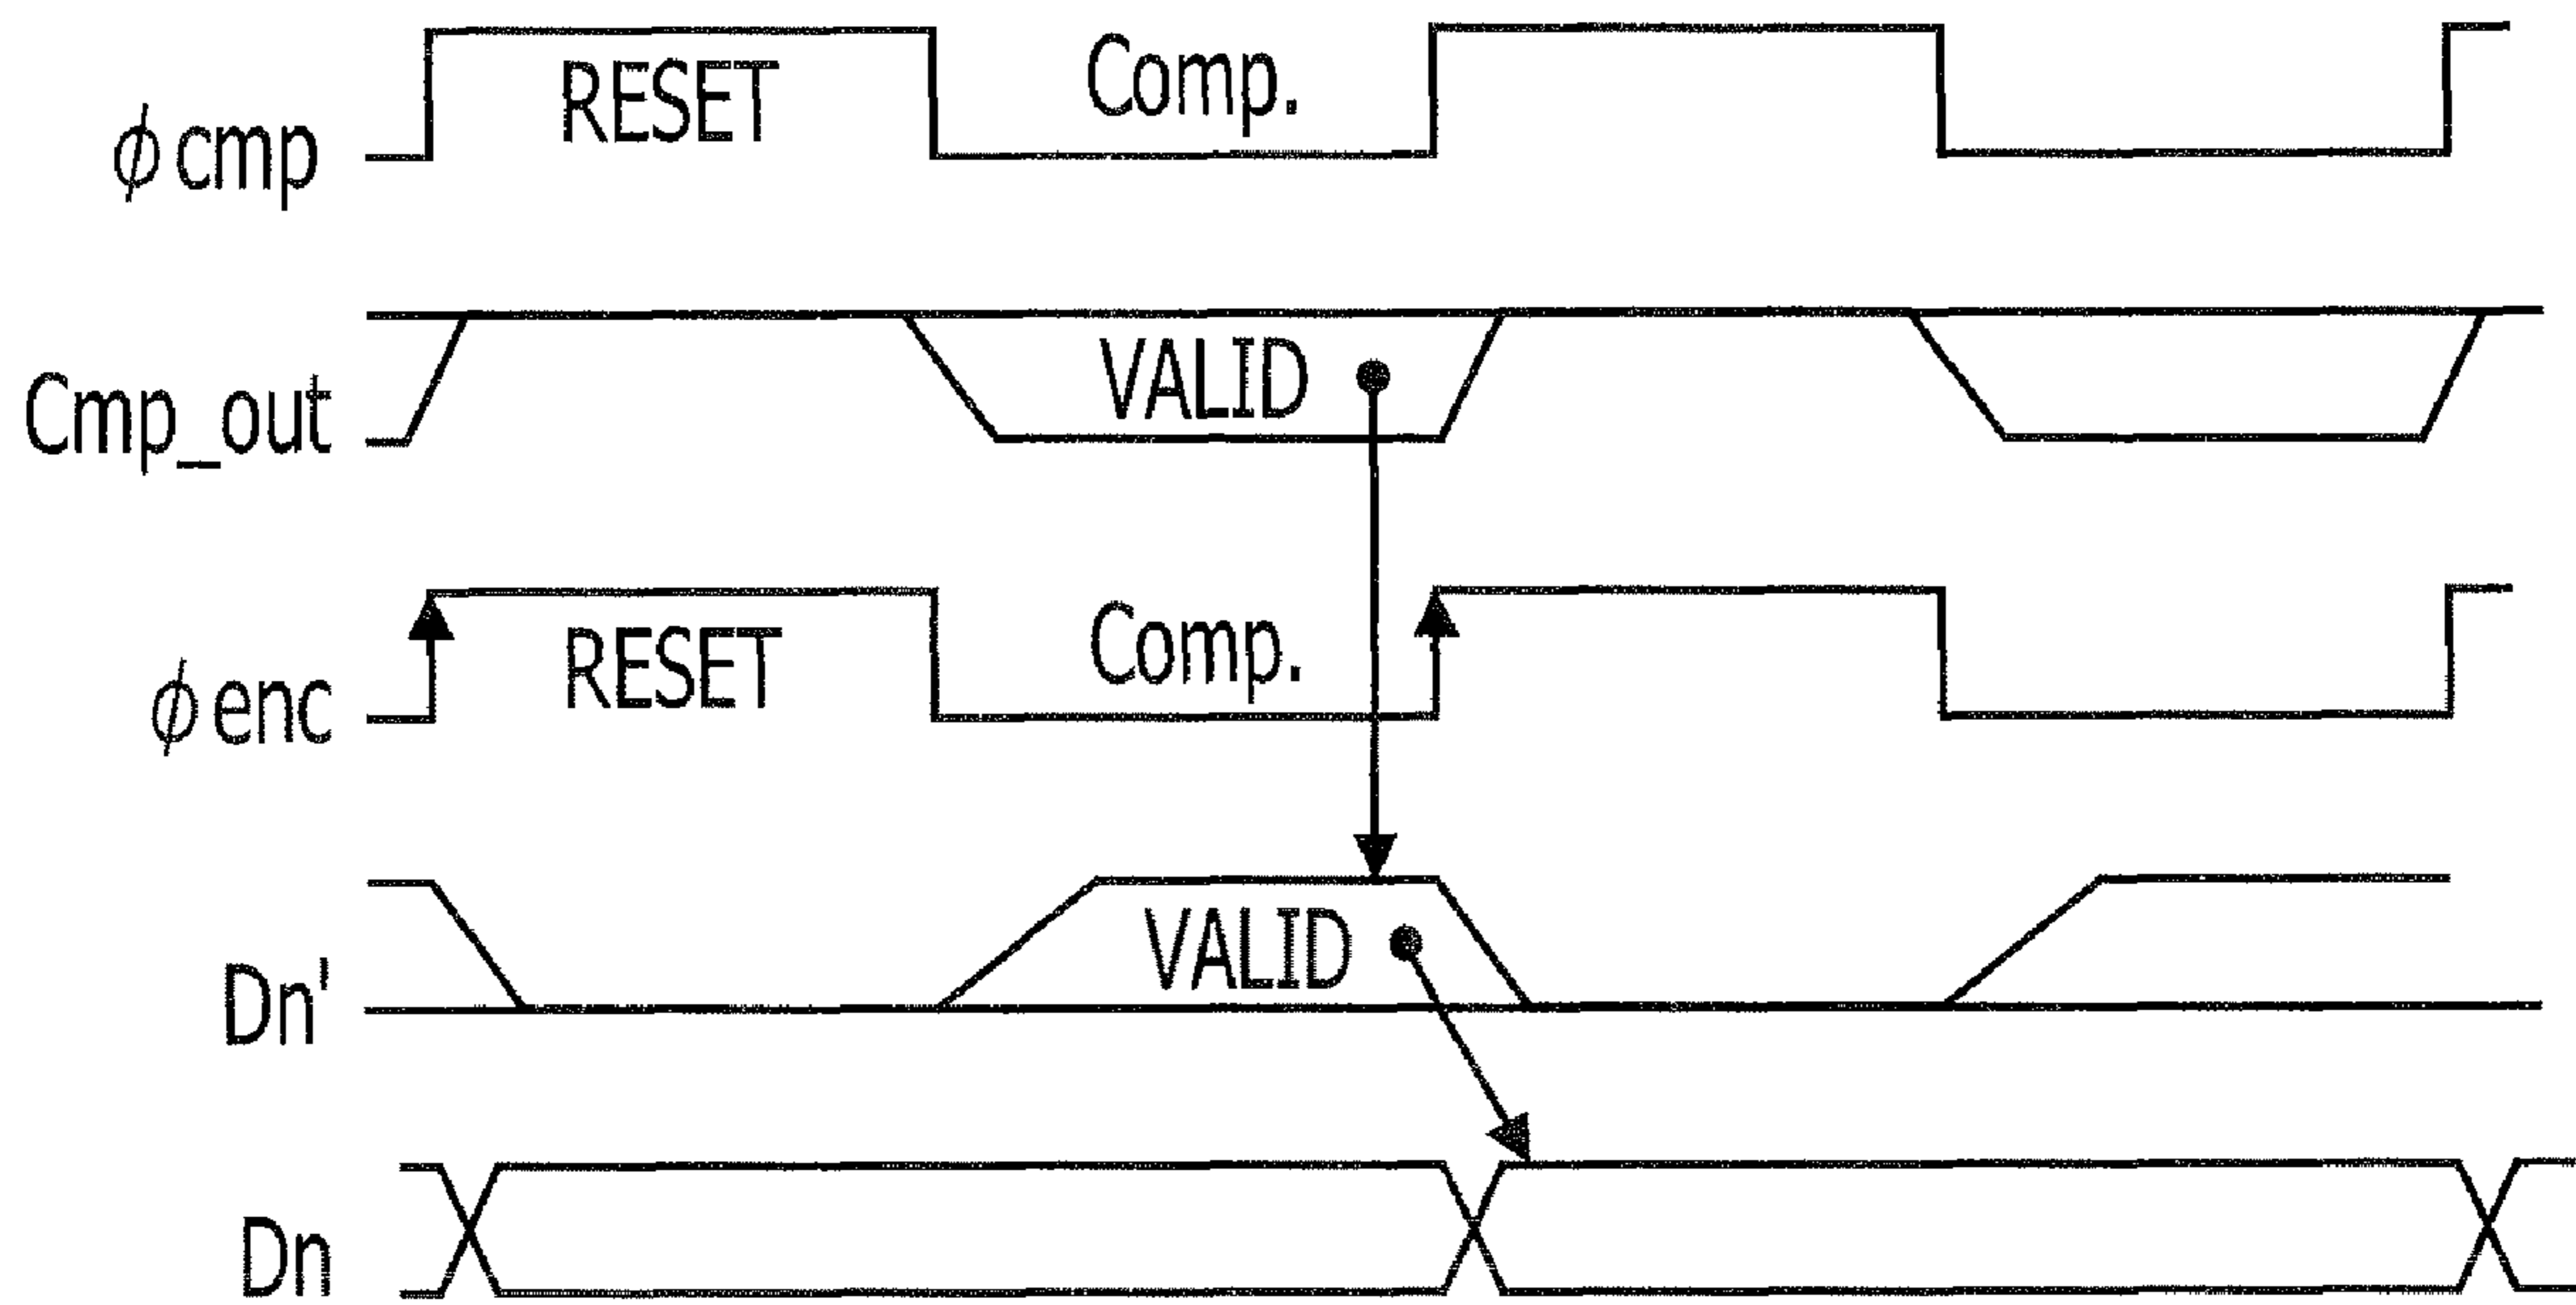 φcmp RESET Comp.
Cmp_out VALID
φenc RESET Comp.
Dn' VALID
Dn